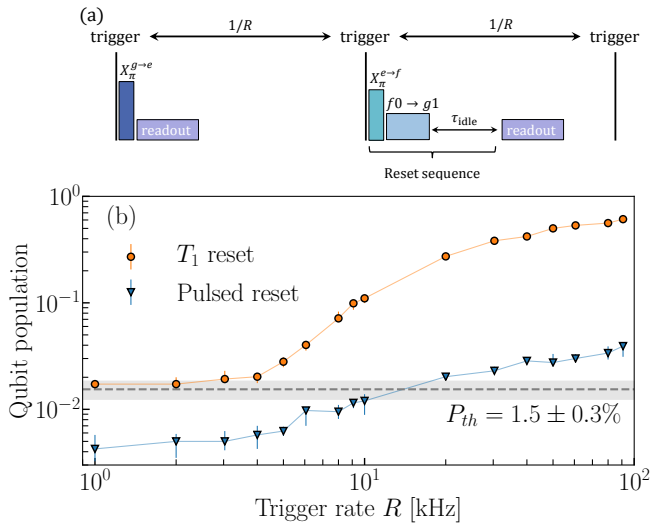 (a)
1/R 1/R
trigger trigger trigger
X_π^{g→e} X_π^{e→f}
readout f0 → g1 τ_idle readout
Reset sequence
(b)
T_1 reset
Pulsed reset
P_{th} = 1.5 ± 0.3%
Qubit population
10^0
10^{-1}
10^{-2}
10^0 10^1 10^2
Trigger rate R [kHz]